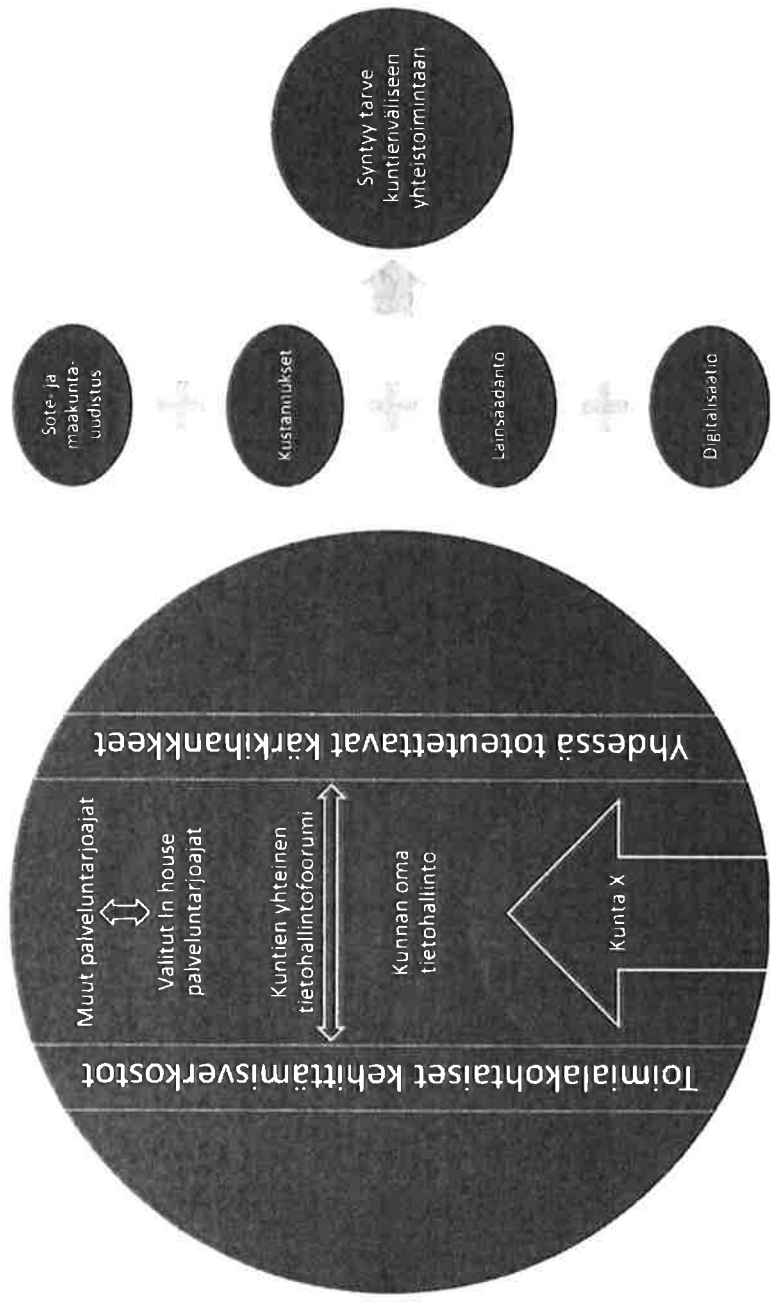 Toimialakohtaiset kehittämisverkostot
Muut palveluntarjoajat
Valitut In house
palveluntarjoajat
Kuntien yhteinen
tietohallintofoorumi
Kunnan oma
tietohallinto
Kunta X
Yhdessä toteutettavat kärkihankkeet
Sote- ja
maakunta-
uudistus
Kustannukset
Lainsäädäntö
Digitalisaatio
Syntyy tarve
kuntienväliseen
yhteistoimintaan